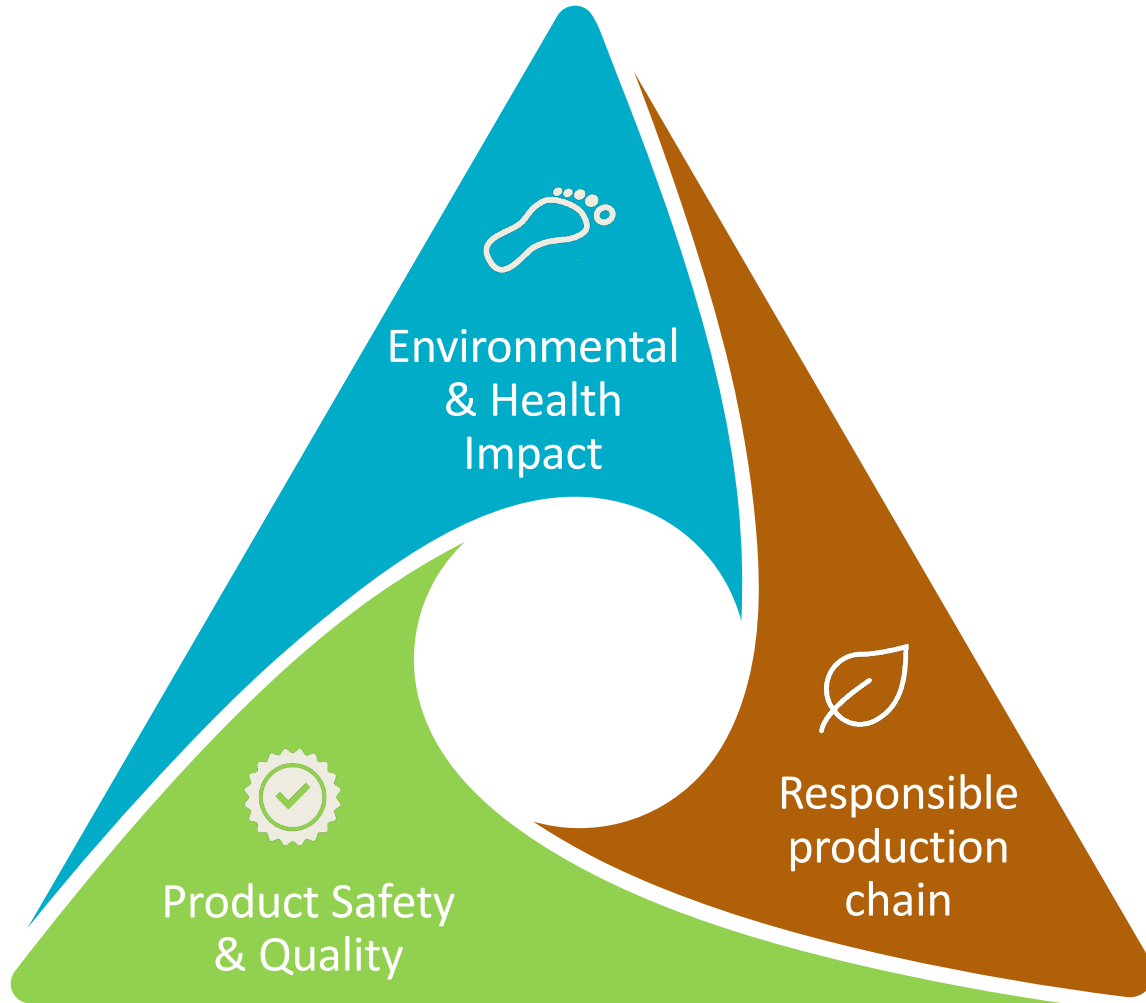 Environmental
& Health
Impact
Responsible
production
chain
Product Safety
& Quality